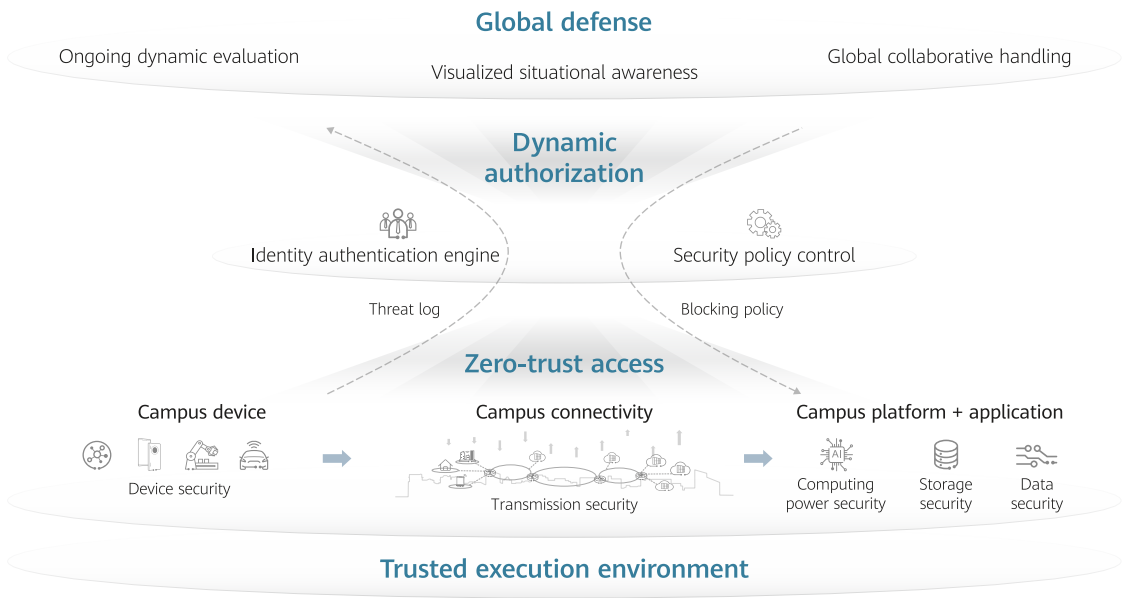 Global defense
Ongoing dynamic evaluation
Visualized situational awareness
Global collaborative handling
Dynamic
authorization
Identity authentication engine
Security policy control
Threat log
Blocking policy
Zero-trust access
Campus device
Campus connectivity
Campus platform + application
AI
Device security
Transmission security
Computing
power security
Storage
security
Data
security
Trusted execution environment